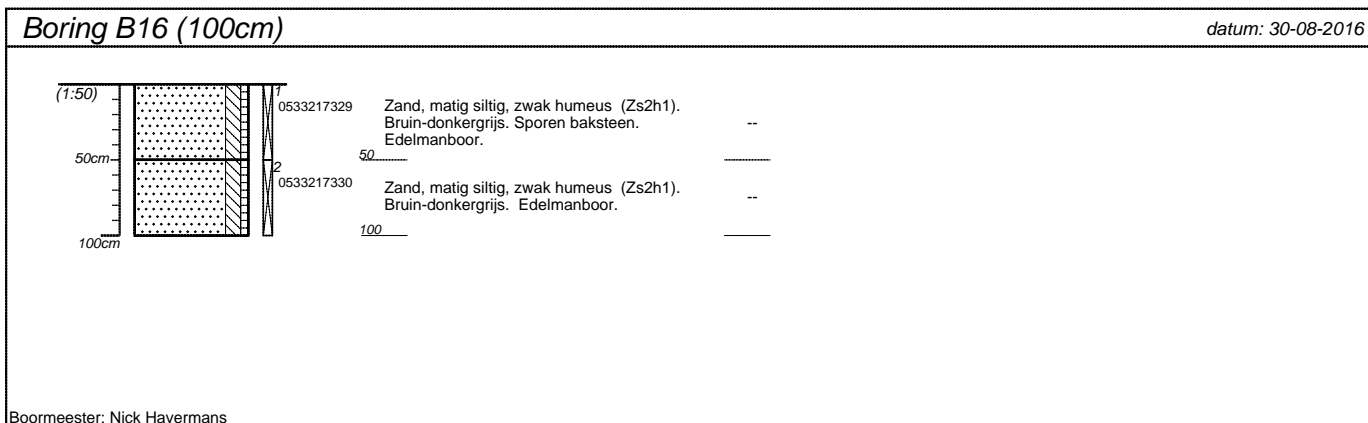 Boring B16 (100cm)
datum: 30-08-2016
(1:50)
1
0533217329
Zand, matig siltig, zwak humeus (Zs2h1).
Bruin-donkergrijs. Sporen baksteen.
Edelmanboor.
--
50cm
50
2
0533217330
Zand, matig siltig, zwak humeus (Zs2h1).
Bruin-donkergrijs. Edelmanboor.
--
100cm
100
Boormeester: Nick Havermans